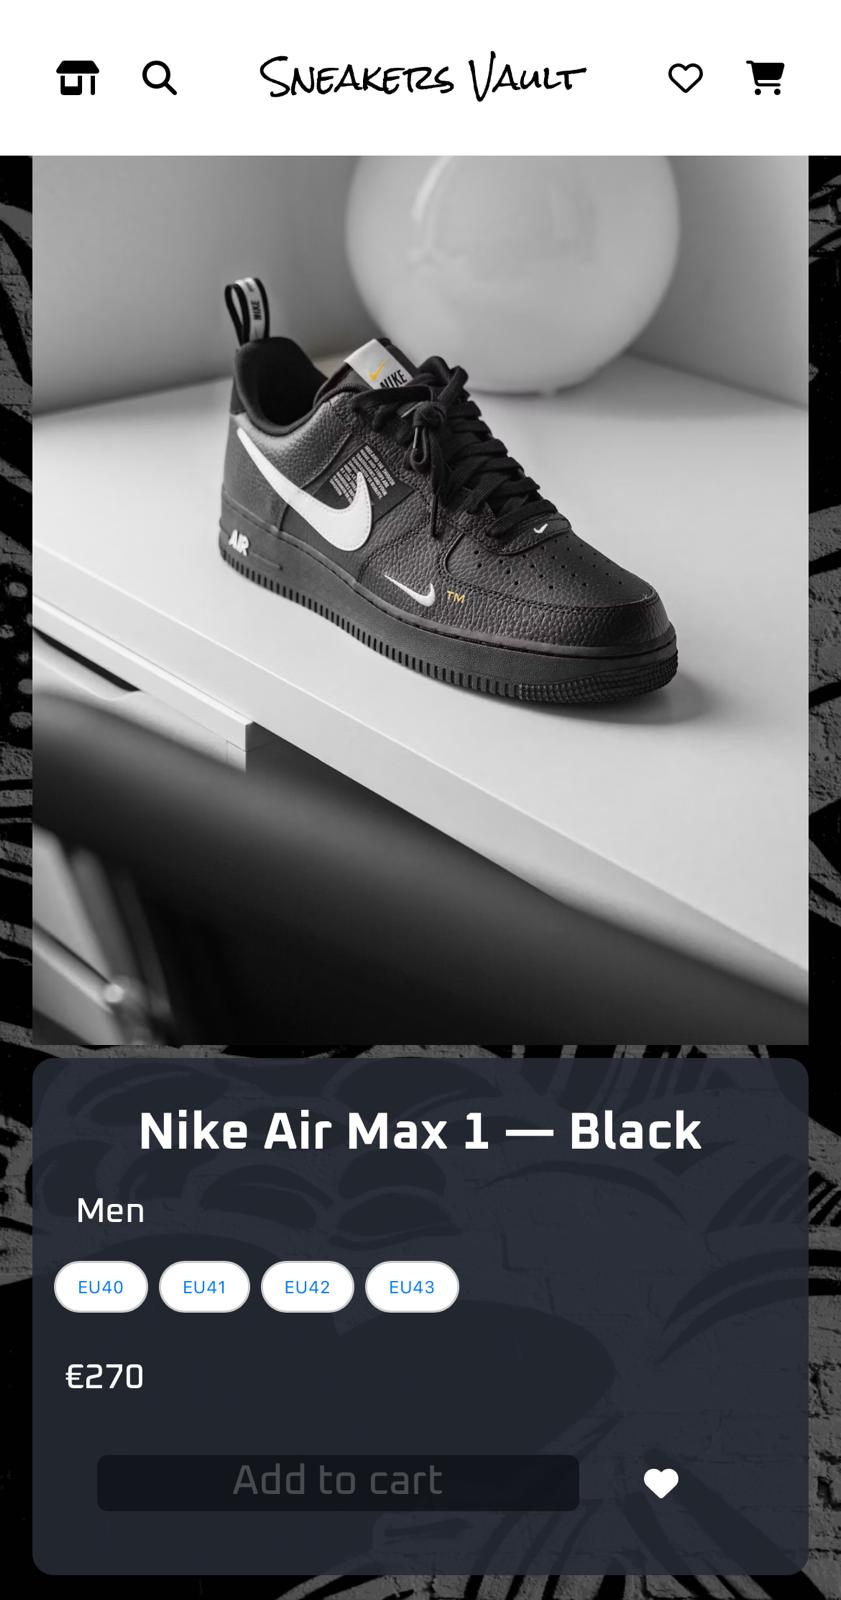 Sneakers Vault
NIKE
NIKE
AIR
TM
Nike Air Max 1 — Black
Men
EU40
EU41
EU42
EU43
€270
Add to cart